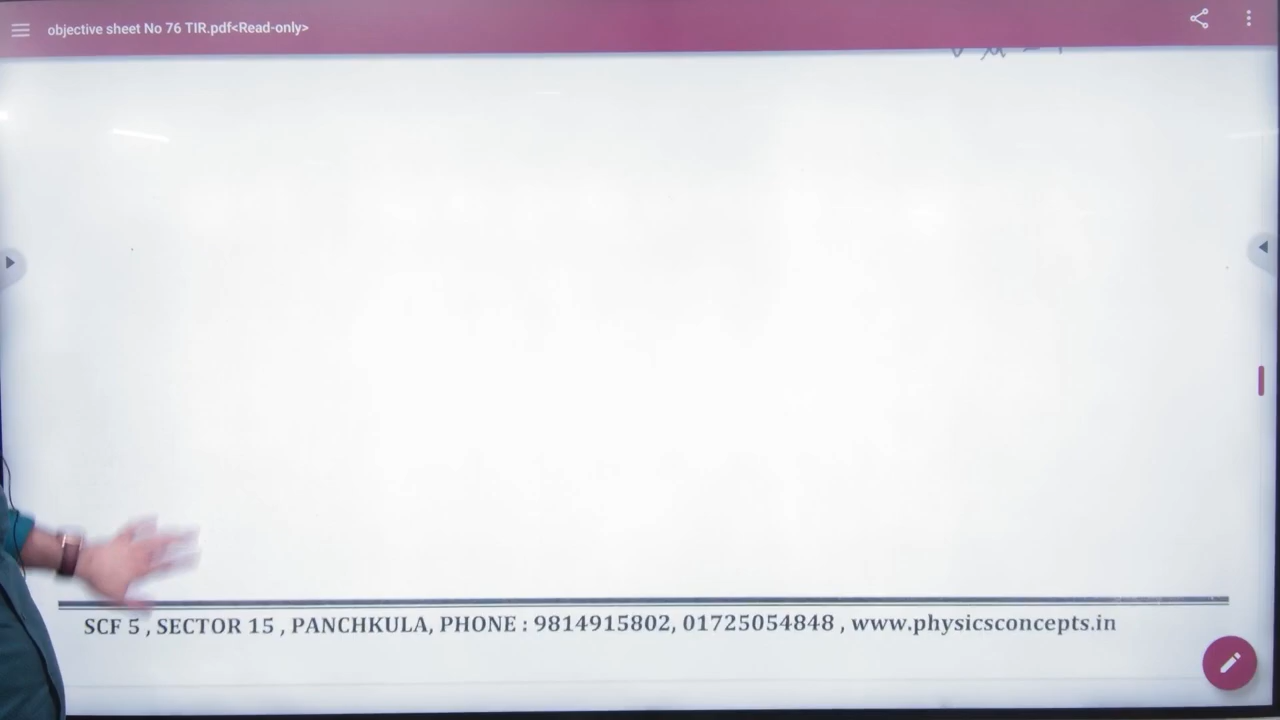 objective sheet No 76 TIR.pdf<Read-only>
SCF 5 , SECTOR 15 , PANCHKULA, PHONE : 9814915802, 01725054848 , www.physicsconcepts.in